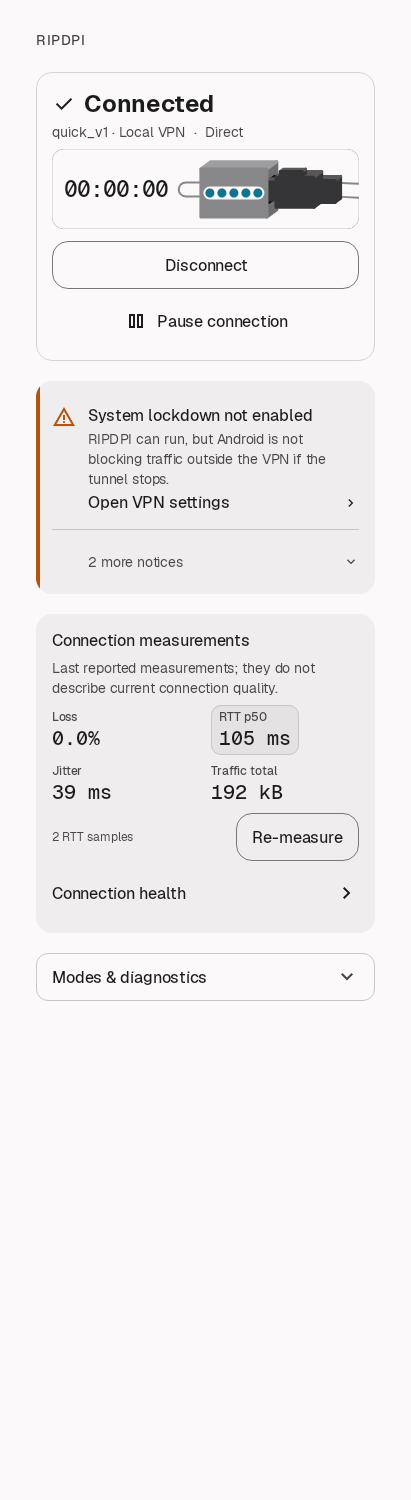 RIPDPI
Connected
quick_v1 · Local VPN · Direct
00:00:00
Disconnect
Pause connection
System lockdown not enabled
RIPDPI can run, but Android is not
blocking traffic outside the VPN if the
tunnel stops.
Open VPN settings
2 more notices
Connection measurements
Last reported measurements; they do not
describe current connection quality.
Loss
0.0%
RTT p50
105 ms
Jitter
39 ms
Traffic total
192 kB
2 RTT samples
Re-measure
Connection health
Modes & diagnostics